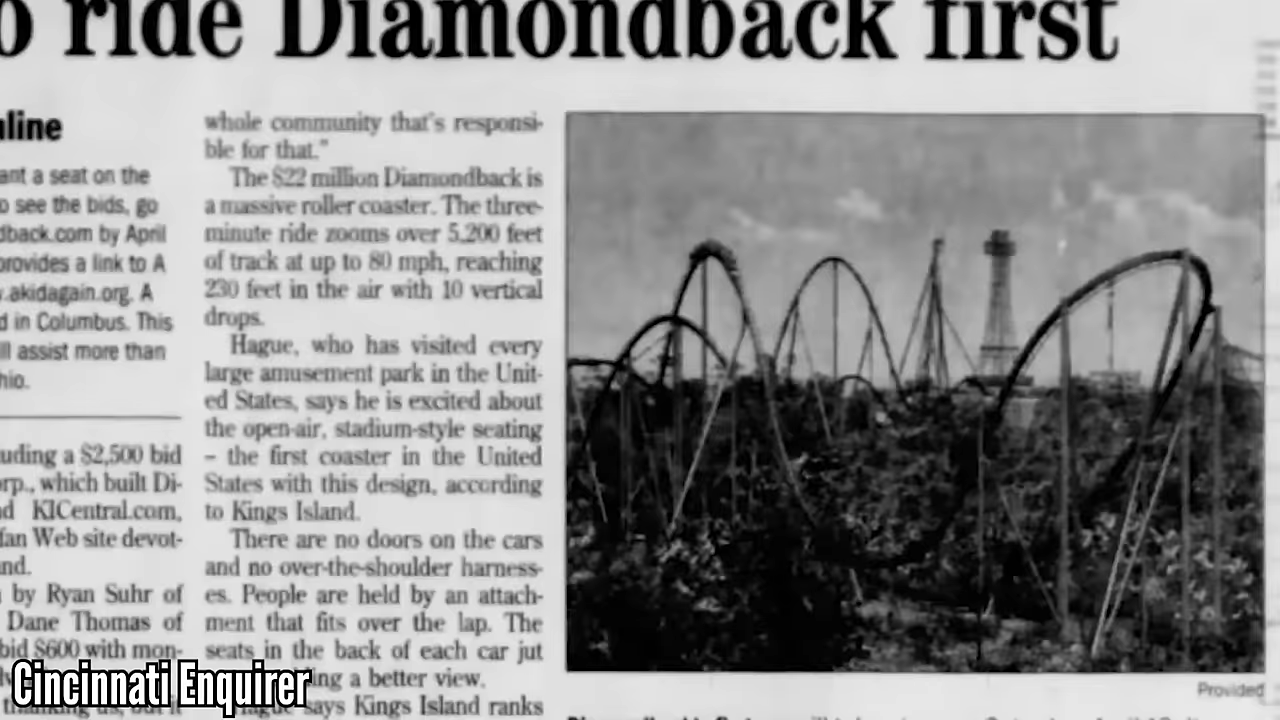 ride Diamondback first
ant a seat on the
o see the bids, go
dback.com by April
provides a link to A
.akidagain.org. A
d in Columbus. This
ll assist more than
hio.
uding a $2,500 bid
orp., which built Di-
nd KICentral.com,
fan Web site devot-
nd.
by Ryan Suhr of
Dane Thomas of
bid $600 with mon-
whole community that's responsi-
ble for that."
The $22 million Diamondback is
a massive roller coaster. The three-
minute ride zooms over 5,200 feet
of track at up to 80 mph, reaching
230 feet in the air with 10 vertical
drops.
Hague, who has visited every
large amusement park in the Unit-
ed States, says he is excited about
the open-air, stadium-style seating
– the first coaster in the United
States with this design, according
to Kings Island.
There are no doors on the cars
and no over-the-shoulder harness-
es. People are held by an attach-
ment that fits over the lap. The
seats in the back of each car jut
a better view.
says Kings Island ranks
Provided
Cincinnati Enquirer